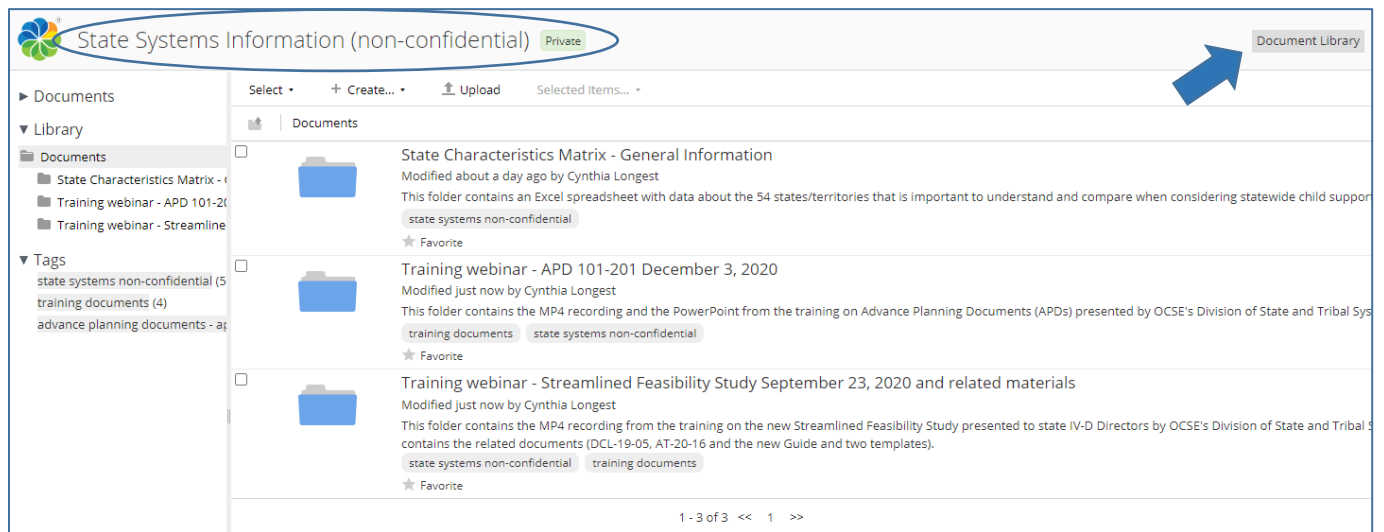 State Systems Information (non-confidential) Private
Document Library
Documents
Library
Documents
State Characteristics Matrix -
Training webinar - APD 101-20
Training webinar - Streamline
Tags
state systems non-confidential (5
training documents (4)
advance planning documents - ap
Select
+ Create...
Upload
Selected Items...
Documents
State Characteristics Matrix - General Information
Modified about a day ago by Cynthia Longest
This folder contains an Excel spreadsheet with data about the 54 states/territories that is important to understand and compare when considering statewide child suppor
state systems non-confidential
Favorite
Training webinar - APD 101-201 December 3, 2020
Modified just now by Cynthia Longest
This folder contains the MP4 recording and the PowerPoint from the training on Advance Planning Documents (APDs) presented by OCSE's Division of State and Tribal Sys
training documents state systems non-confidential
Favorite
Training webinar - Streamlined Feasibility Study September 23, 2020 and related materials
Modified just now by Cynthia Longest
This folder contains the MP4 recording from the training on the new Streamlined Feasibility Study presented to state IV-D Directors by OCSE's Division of State and Tribal S
contains the related documents (DCL-19-05, AT-20-16 and the new Guide and two templates).
state systems non-confidential training documents
Favorite
1 - 3 of 3 << 1 >>